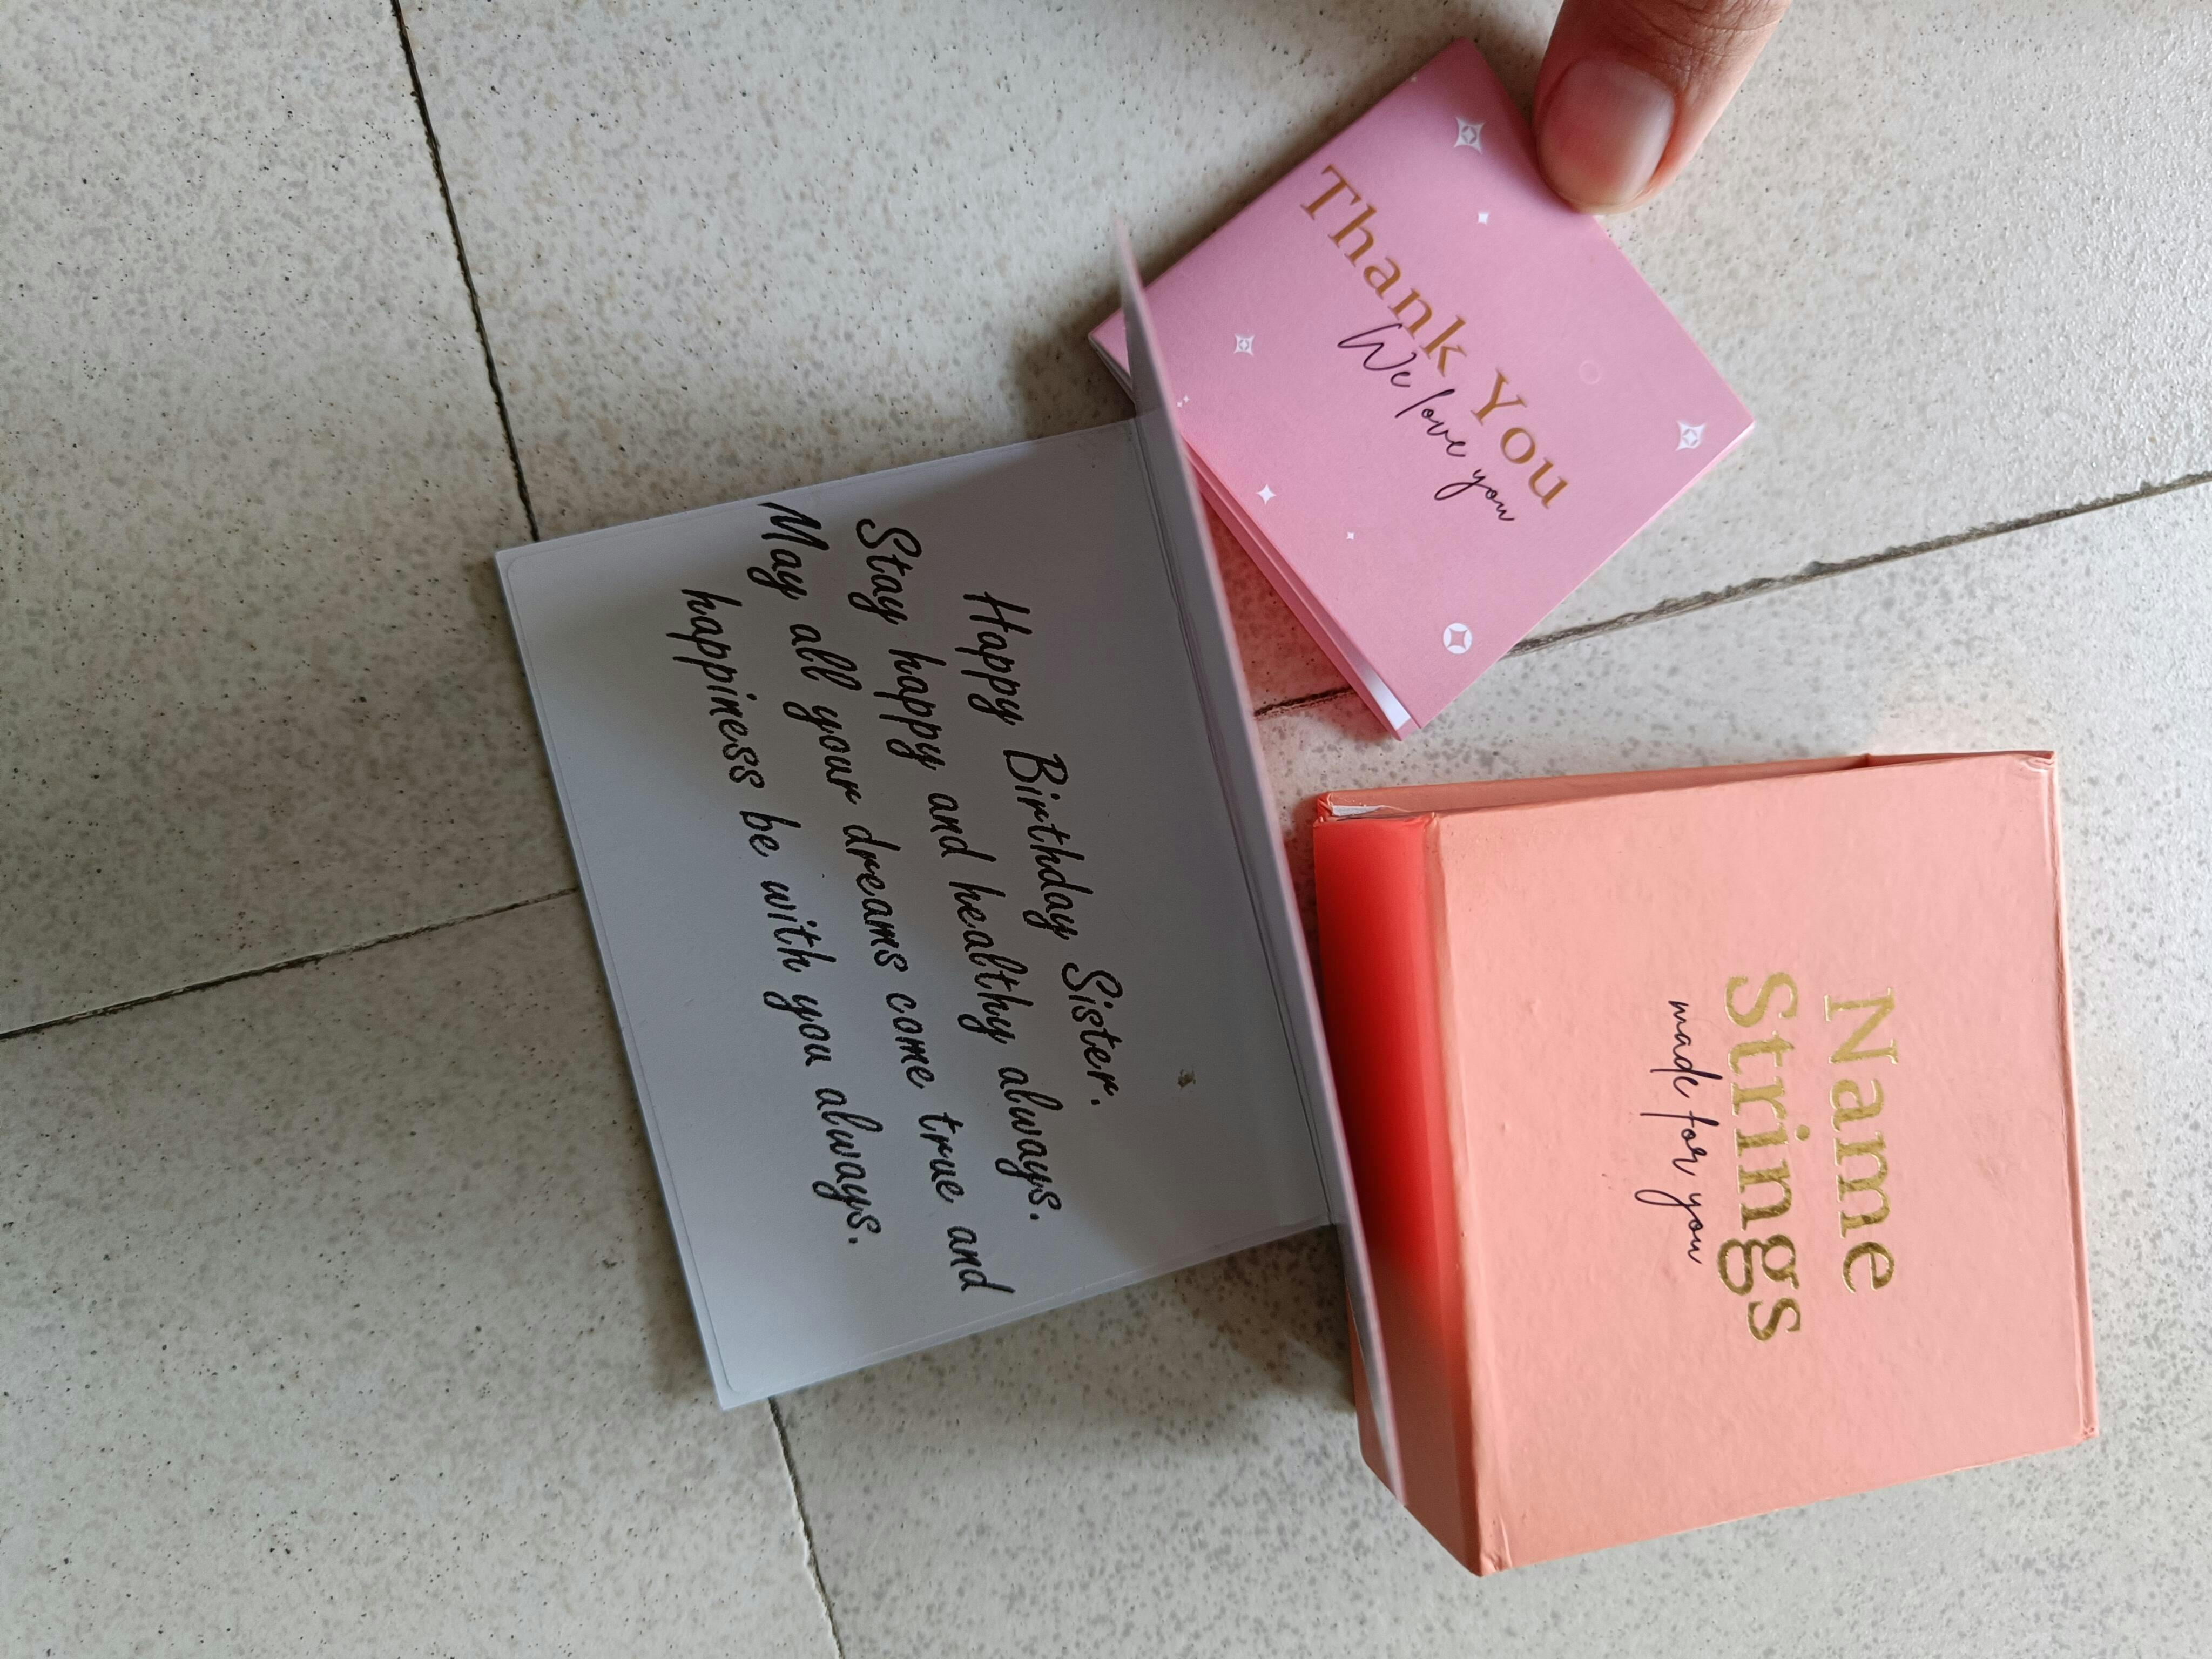 Thank You
We love you
Name
Strings
made for you
Happy Birthday Sister.
Stay happy and healthy always.
May all your dreams come true and
happiness be with you always.